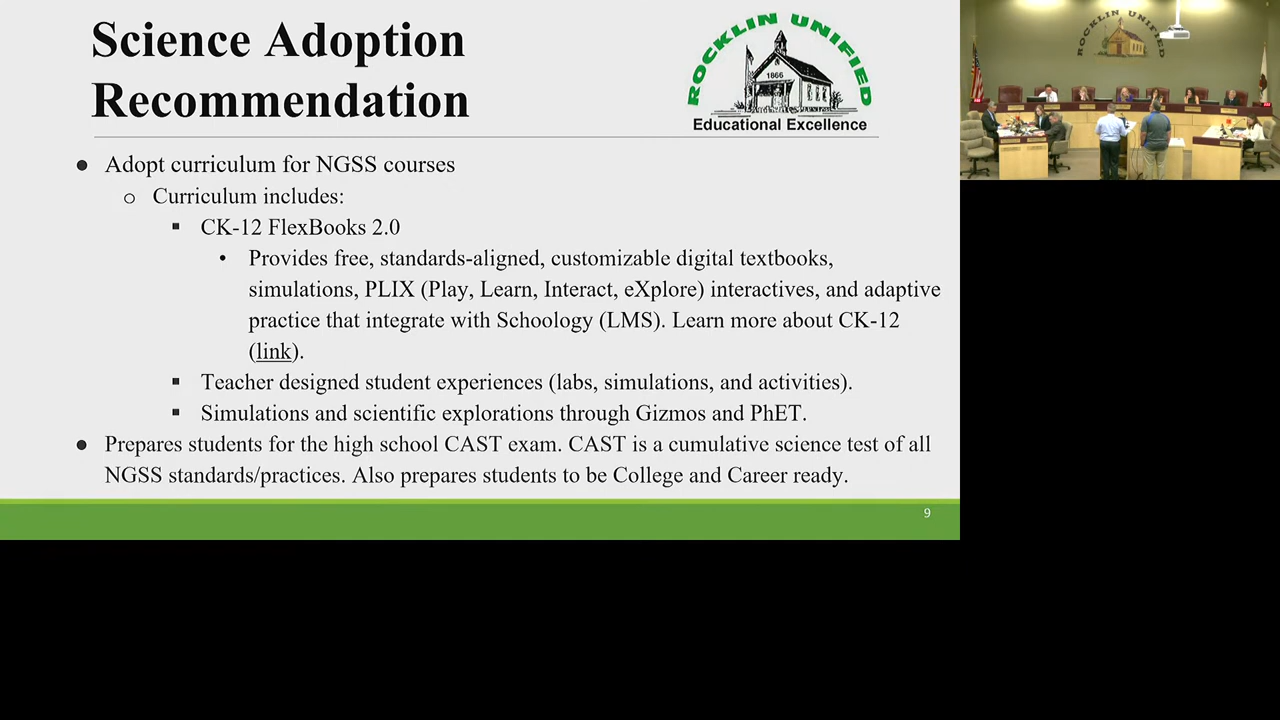 Science Adoption
Recommendation
ROCKLIN UNIFIED
1866
Educational Excellence
● Adopt curriculum for NGSS courses
o Curriculum includes:
▪ CK-12 FlexBooks 2.0
• Provides free, standards-aligned, customizable digital textbooks,
simulations, PLIX (Play, Learn, Interact, eXplore) interactives, and adaptive
practice that integrate with Schoology (LMS). Learn more about CK-12
(link).
▪ Teacher designed student experiences (labs, simulations, and activities).
▪ Simulations and scientific explorations through Gizmos and PhET.
● Prepares students for the high school CAST exam. CAST is a cumulative science test of all
NGSS standards/practices. Also prepares students to be College and Career ready.
9
ROCKLIN UNIFIED